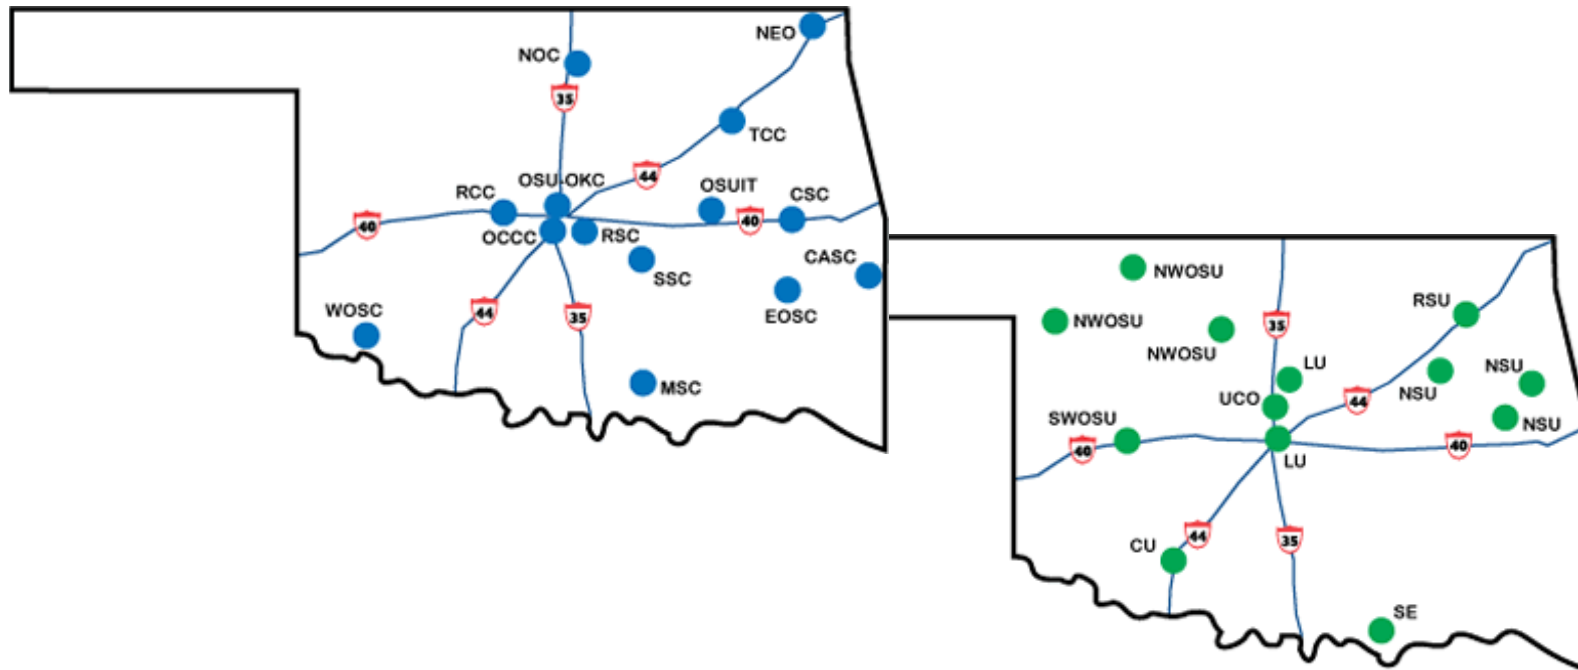 NEO
NOC
35
TCC
44
OSU-OKC
RCC
OSUIT
CSC
40
40
OCCC
RSC
SSC
CASC
EOSC
WOSC
44
35
MSC
NWOSU
RSU
NWOSU
35
NWOSU
LU
NSU
NSU
UCO
44
SWOSU
NSU
40
40
LU
44
35
CU
SE